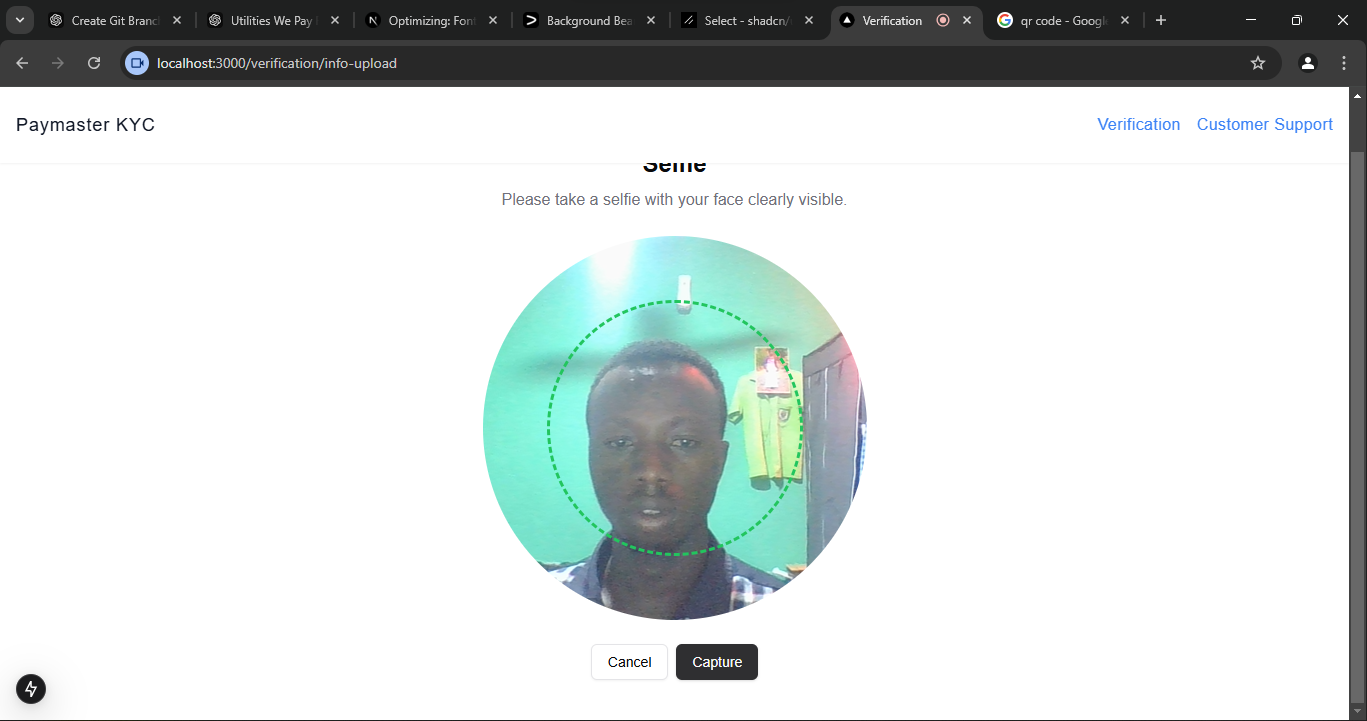 Create Git Branc
Utilities We Pay
Optimizing: Font
Background Bea
Select - shadcn/
Verification
qr code - Google
localhost:3000/verification/info-upload
Paymaster KYC
Verification
Customer Support
Selfie
Please take a selfie with your face clearly visible.
Cancel
Capture